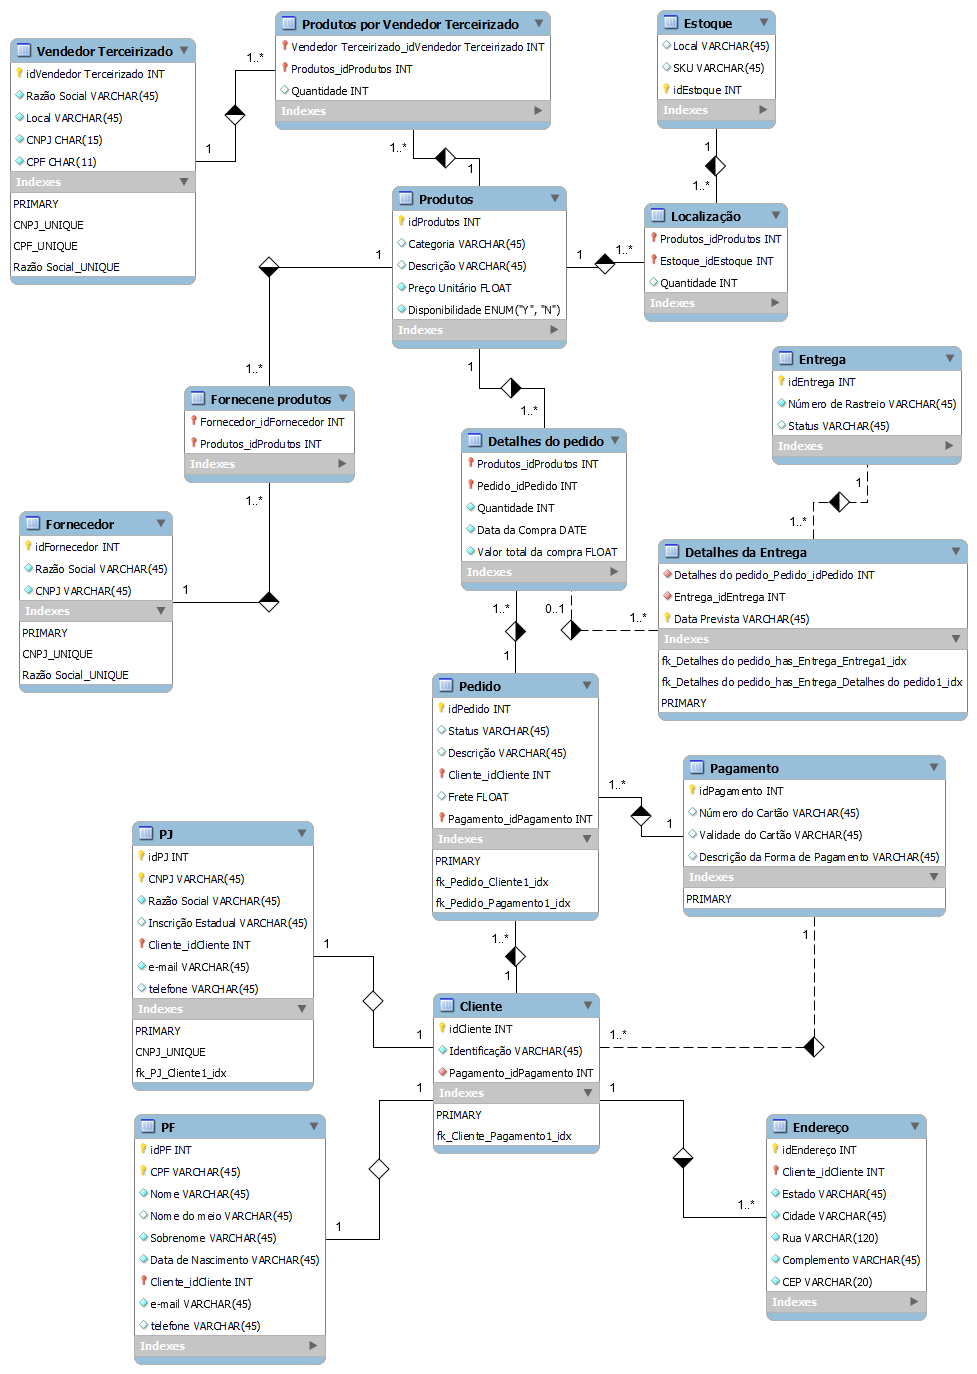 Vendedor Terceirizado
idVendedor Terceirizado INT
Razão Social VARCHAR(45)
Local VARCHAR(45)
CNPJ CHAR(15)
CPF CHAR(11)
Indexes
PRIMARY
CNPJ_UNIQUE
CPF_UNIQUE
Razão Social_UNIQUE
1
1..*
Produtos por Vendedor Terceirizado
Vendedor Terceirizado_idVendedor Terceirizado INT
Produtos_idProdutos INT
Quantidade INT
Indexes
1..*
1
Estoque
Local VARCHAR(45)
SKU VARCHAR(45)
idEstoque INT
Indexes
1
1..*
Produtos
idProdutos INT
Categoria VARCHAR(45)
Descrição VARCHAR(45)
Preço Unitário FLOAT
Disponibilidade ENUM("Y", "N")
Indexes
1
1
1..*
Localização
Produtos_idProdutos INT
Estoque_idEstoque INT
Quantidade INT
Indexes
1..*
Fornecene produtos
Fornecedor_idFornecedor INT
Produtos_idProdutos INT
Indexes
1..*
1
1..*
Entrega
idEntrega INT
Número de Rastreio VARCHAR(45)
Status VARCHAR(45)
Indexes
1
1..*
Detalhes do pedido
Produtos_idProdutos INT
Pedido_idPedido INT
Quantidade INT
Data da Compra DATE
Valor total da compra FLOAT
Indexes
1..*
0..1
1..*
1
Fornecedor
idFornecedor INT
Razão Social VARCHAR(45)
CNPJ VARCHAR(45)
Indexes
PRIMARY
CNPJ_UNIQUE
Razão Social_UNIQUE
1
Detalhes da Entrega
Detalhes do pedido_Pedido_idPedido INT
Entrega_idEntrega INT
Data Prevista VARCHAR(45)
Indexes
fk_Detalhes do pedido_has_Entrega_Entrega1_idx
fk_Detalhes do pedido_has_Entrega_Detalhes do pedido1_idx
PRIMARY
Pedido
idPedido INT
Status VARCHAR(45)
Descrição VARCHAR(45)
Cliente_idCliente INT
Frete FLOAT
Pagamento_idPagamento INT
Indexes
PRIMARY
fk_Pedido_Cliente1_idx
fk_Pedido_Pagamento1_idx
1..*
1
1..*
1
Pagamento
idPagamento INT
Número do Cartão VARCHAR(45)
Validade do Cartão VARCHAR(45)
Descrição da Forma de Pagamento VARCHAR(45)
Indexes
PRIMARY
1
PJ
idPJ INT
CNPJ VARCHAR(45)
Razão Social VARCHAR(45)
Inscrição Estadual VARCHAR(45)
Cliente_idCliente INT
e-mail VARCHAR(45)
telefone VARCHAR(45)
Indexes
PRIMARY
CNPJ_UNIQUE
fk_PJ_Cliente1_idx
1
1
Cliente
idCliente INT
Identificação VARCHAR(45)
Pagamento_idPagamento INT
Indexes
PRIMARY
fk_Cliente_Pagamento1_idx
1..*
1
1
1..*
PF
idPF INT
CPF VARCHAR(45)
Nome VARCHAR(45)
Nome do meio VARCHAR(45)
Sobrenome VARCHAR(45)
Data de Nascimento VARCHAR(45)
Cliente_idCliente INT
e-mail VARCHAR(45)
telefone VARCHAR(45)
Indexes
1
Endereço
idEndereço INT
Cliente_idCliente INT
Estado VARCHAR(45)
Cidade VARCHAR(45)
Rua VARCHAR(120)
Complemento VARCHAR(45)
CEP VARCHAR(20)
Indexes